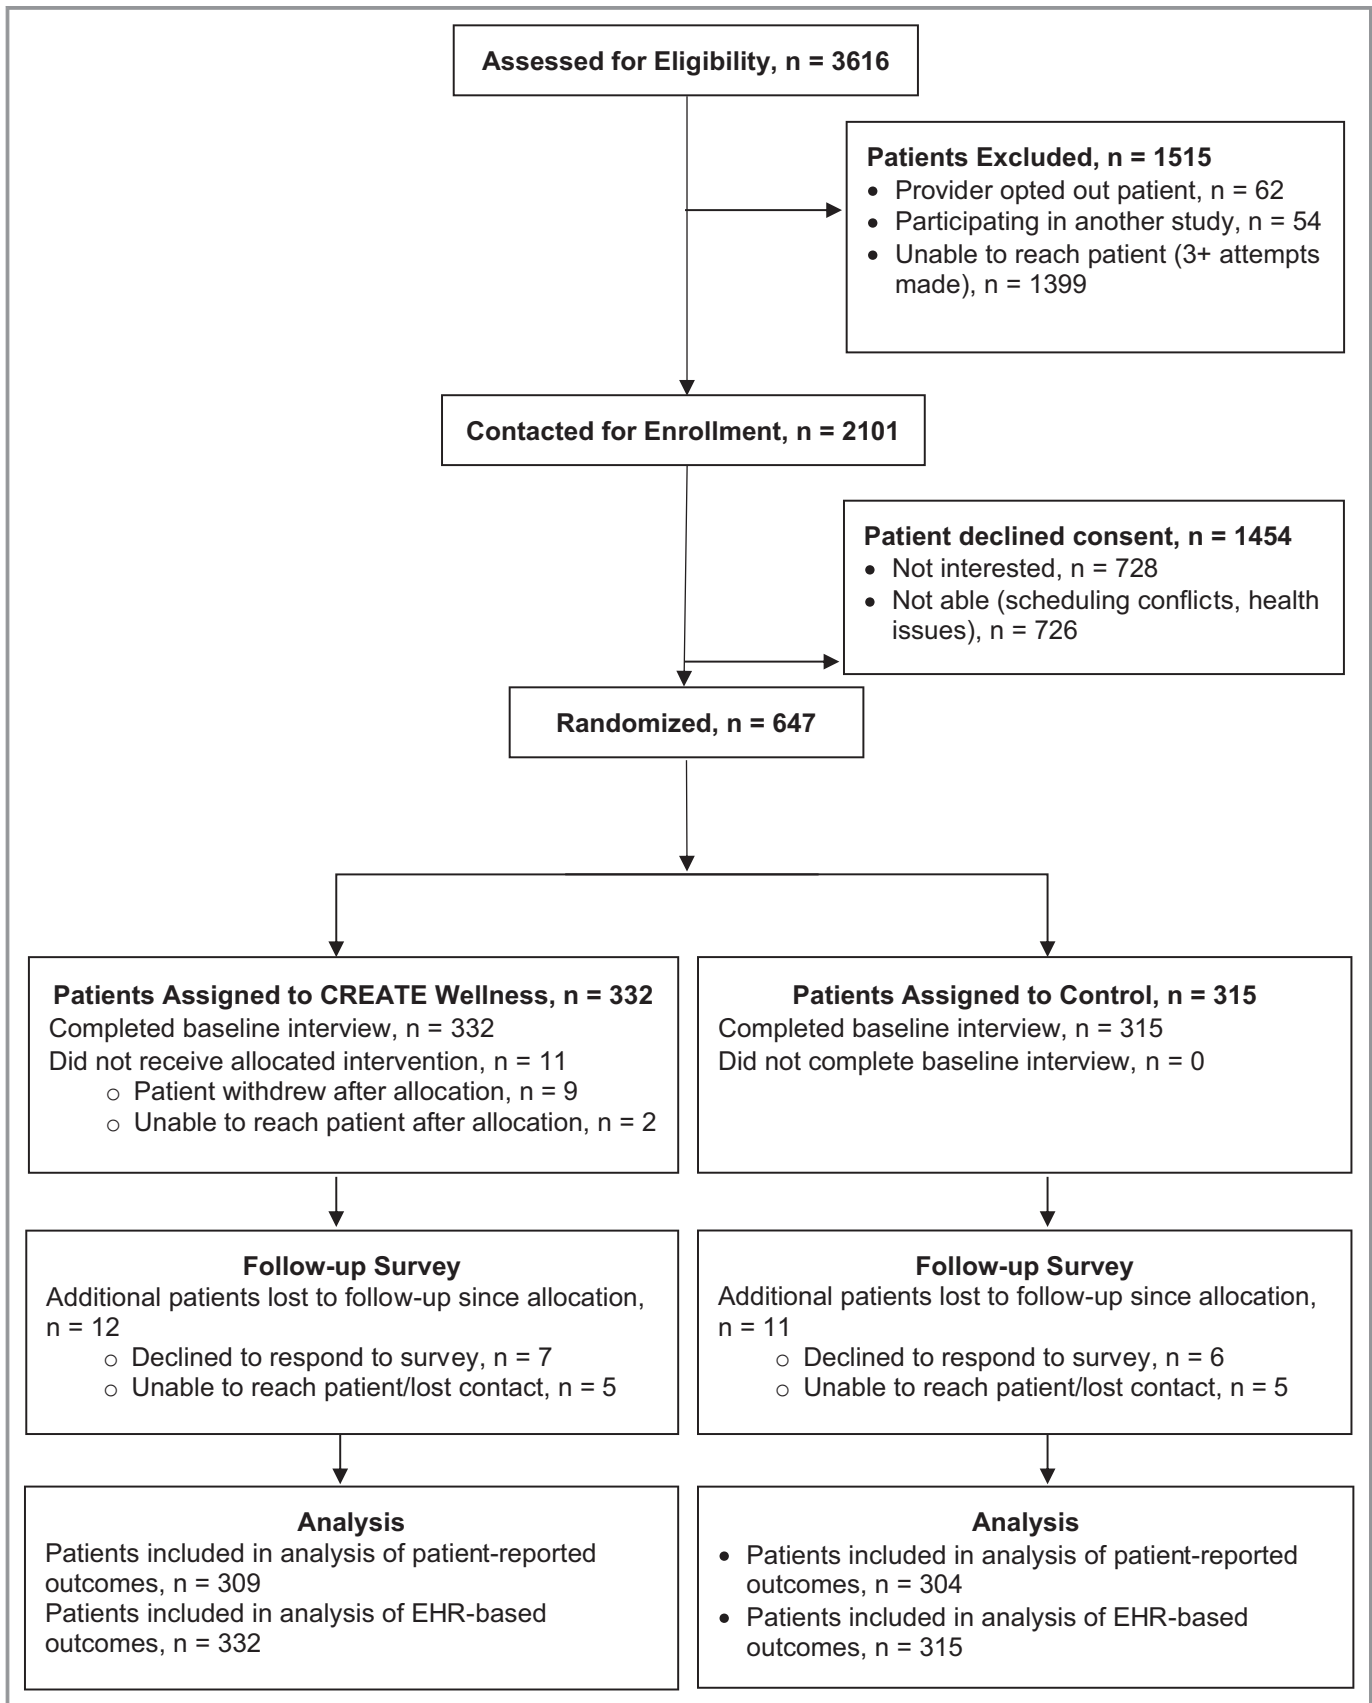 Assessed for Eligibility, n = 3616
Patients Excluded, n = 1515
• Provider opted out patient, n = 62
• Participating in another study, n = 54
• Unable to reach patient (3+ attempts
made), n = 1399
Contacted for Enrollment, n = 2101
Patient declined consent, n = 1454
• Not interested, n = 728
• Not able (scheduling conflicts, health
issues), n = 726
Randomized, n = 647
Patients Assigned to CREATE Wellness, n = 332
Completed baseline interview, n = 332
Did not receive allocated intervention, n = 11
○ Patient withdrew after allocation, n = 9
○ Unable to reach patient after allocation, n = 2
Patients Assigned to Control, n = 315
Completed baseline interview, n = 315
Did not complete baseline interview, n = 0
Follow-up Survey
Additional patients lost to follow-up since allocation,
n = 12
○ Declined to respond to survey, n = 7
○ Unable to reach patient/lost contact, n = 5
Follow-up Survey
Additional patients lost to follow-up since allocation,
n = 11
○ Declined to respond to survey, n = 6
○ Unable to reach patient/lost contact, n = 5
Analysis
Patients included in analysis of patient-reported
outcomes, n = 309
Patients included in analysis of EHR-based
outcomes, n = 332
Analysis
• Patients included in analysis of patient-reported
outcomes, n = 304
• Patients included in analysis of EHR-based
outcomes, n = 315